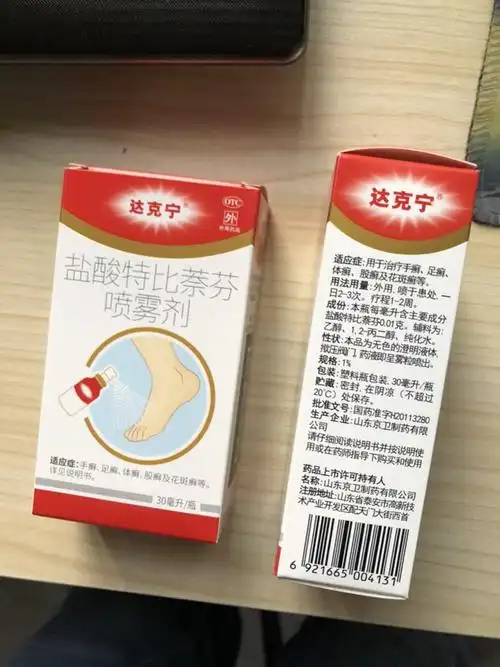 达克宁®
OTC
外
外用药品
盐酸特比萘芬
喷雾剂
适应症:手癣、足癣、体癣、股癣及花斑癣等。
详见说明书。
30毫升/瓶
达克宁®
适应症:用于治疗手癣、足癣、
体癣、股癣及花斑癣等。
用法用量:外用, 喷于患处, 一
日2~3次。疗程1~2周。
成份:本瓶每毫升含主要成分
盐酸特比萘芬0.01克。辅料为:
乙醇、1, 2-丙二醇、纯化水。
性状:本品为无色的澄明液体,
揿压阀门, 药液即呈雾粒喷出。
规格:1%
包装:塑料瓶包装, 30毫升/瓶
贮藏:密封, 在阴凉 (不超过
20℃) 处保存。
批准文号:国药准字H20113280
生产企业:山东京卫制药有限
公司
请仔细阅读说明书并按说明使
用或在药师指导下购买和使用
药品上市许可持有人
名称:山东京卫制药有限公司
注册地址:山东省泰安市高新技
术产业开发区配天门大街西首
6 921665 004131